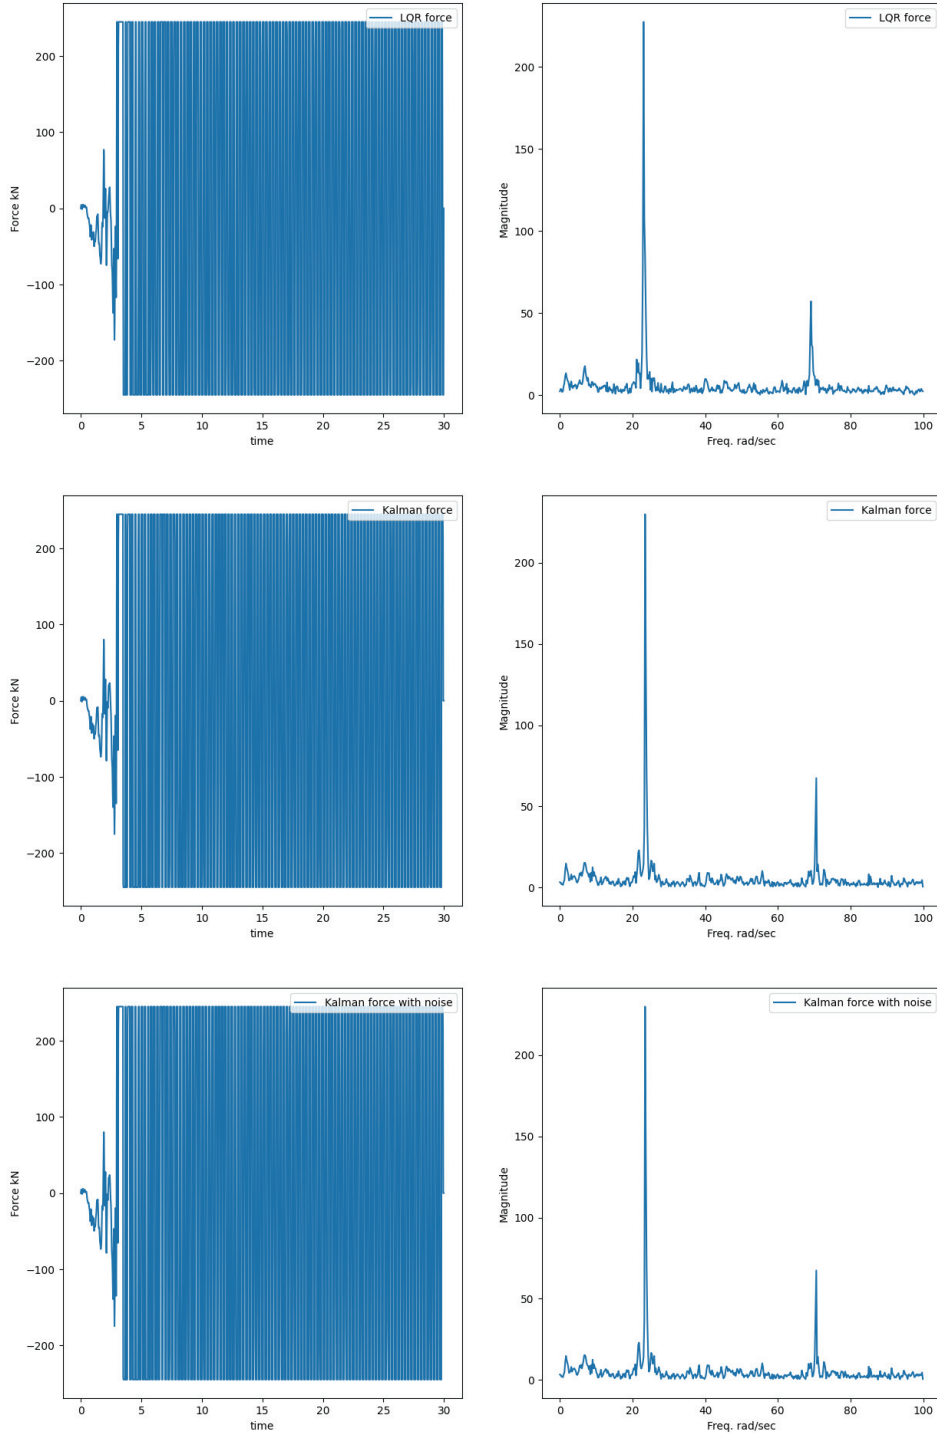 LQR force
200
100
0
−100
−200
Force kN
0 5 10 15 20 25 30
time
LQR force
200
150
100
50
0
Magnitude
0 20 40 60 80 100
Freq. rad/sec
Kalman force
200
100
0
−100
−200
Force kN
0 5 10 15 20 25 30
time
Kalman force
200
150
100
50
0
Magnitude
0 20 40 60 80 100
Freq. rad/sec
Kalman force with noise
200
100
0
−100
−200
Force kN
0 5 10 15 20 25 30
time
Kalman force with noise
200
150
100
50
0
Magnitude
0 20 40 60 80 100
Freq. rad/sec